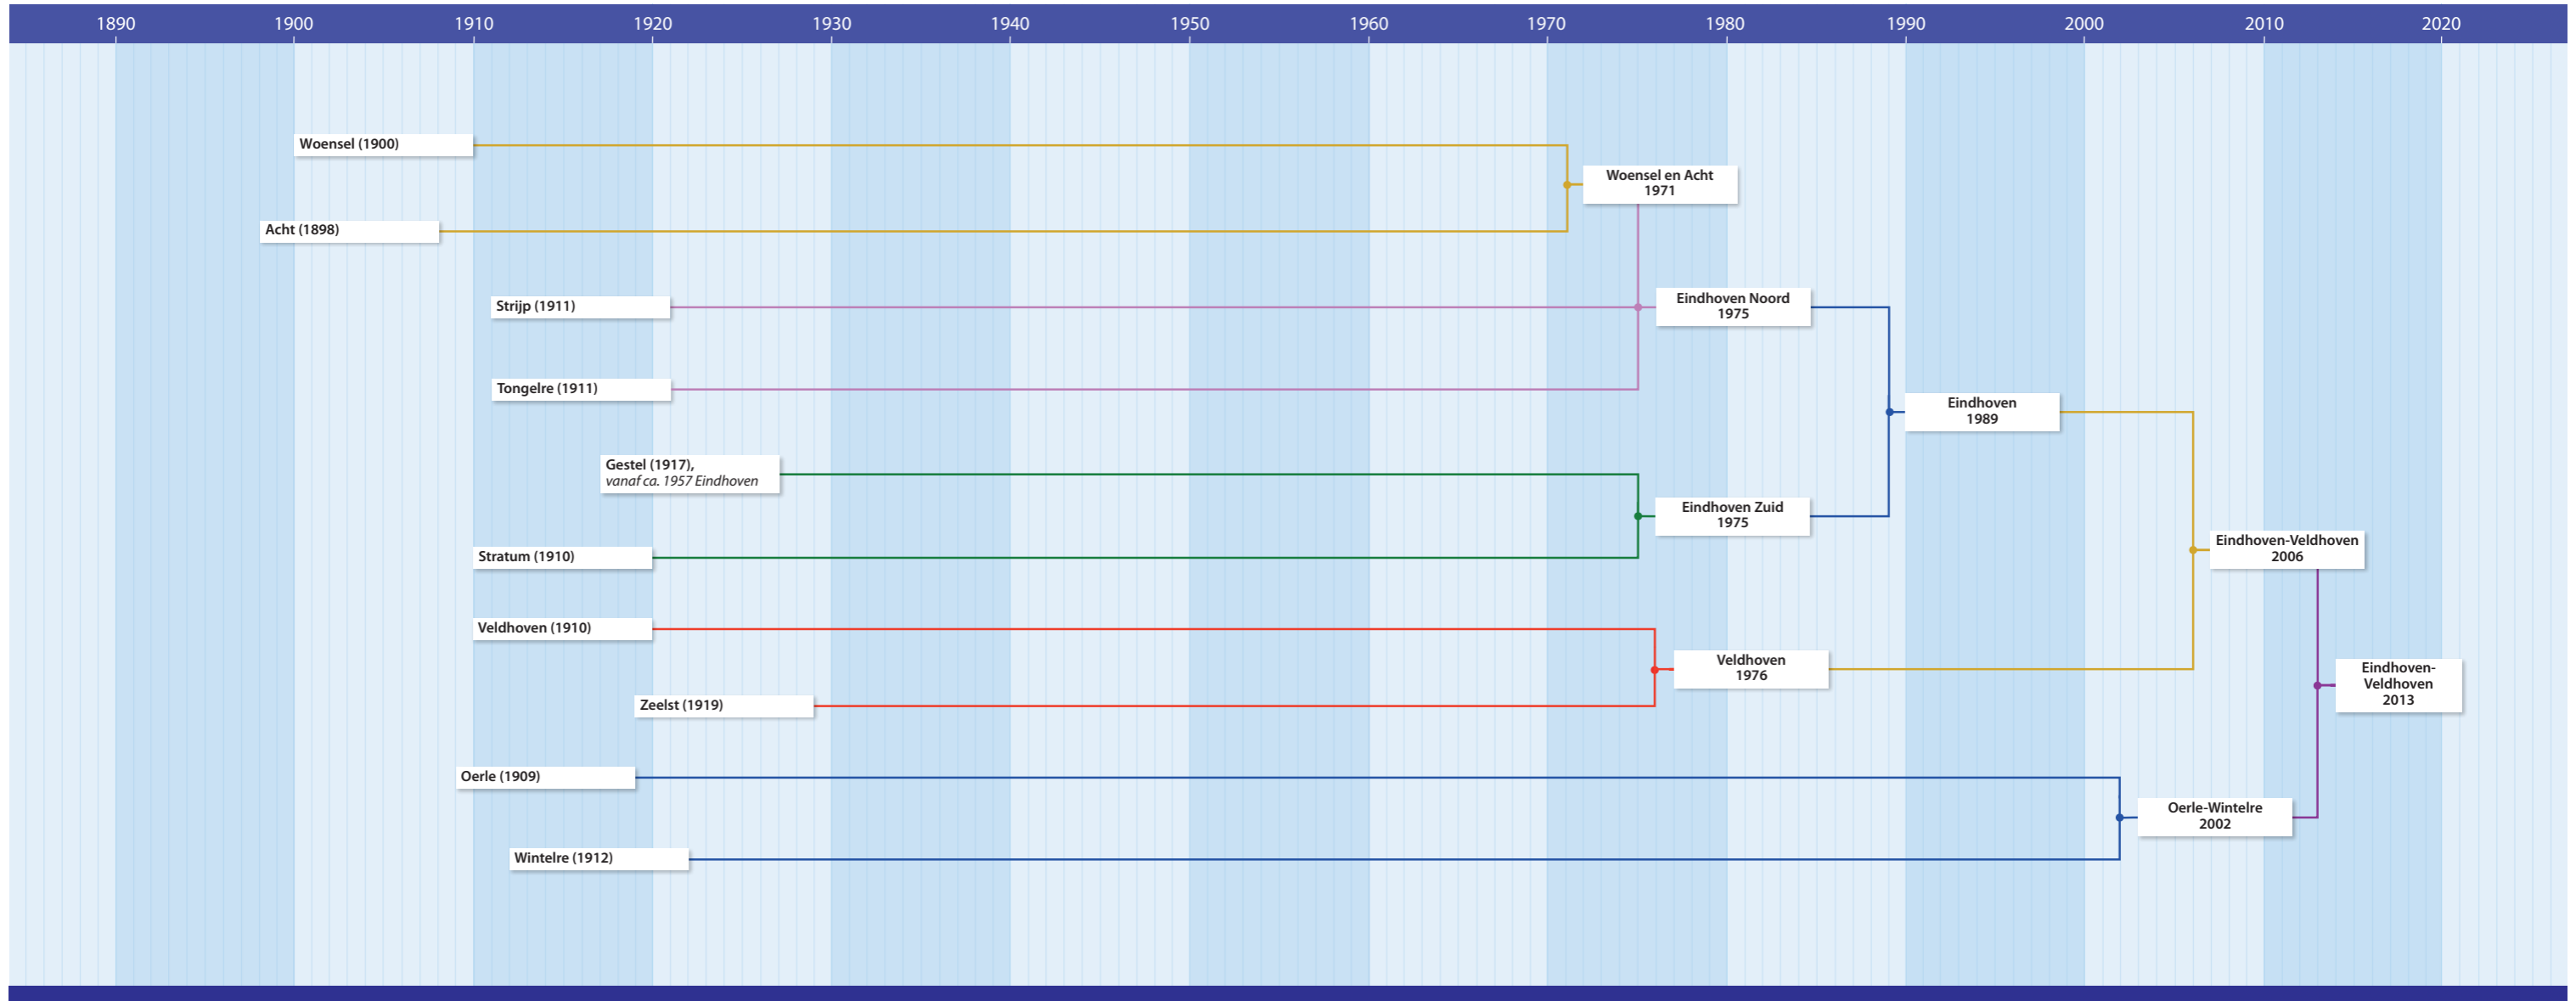 1890 1900 1910 1920 1930 1940 1950 1960 1970 1980 1990 2000 2010 2020
Woensel (1900)
Woensel en Acht
1971
Acht (1898)
Strijp (1911)
Eindhoven Noord
1975
Tongelre (1911)
Eindhoven
1989
Gestel (1917),
vanaf ca. 1957 Eindhoven
Eindhoven Zuid
1975
Stratum (1910)
Eindhoven-Veldhoven
2006
Veldhoven (1910)
Veldhoven
1976
Eindhoven-
Veldhoven
2013
Zeelst (1919)
Oerle (1909)
Oerle-Wintelre
2002
Wintelre (1912)